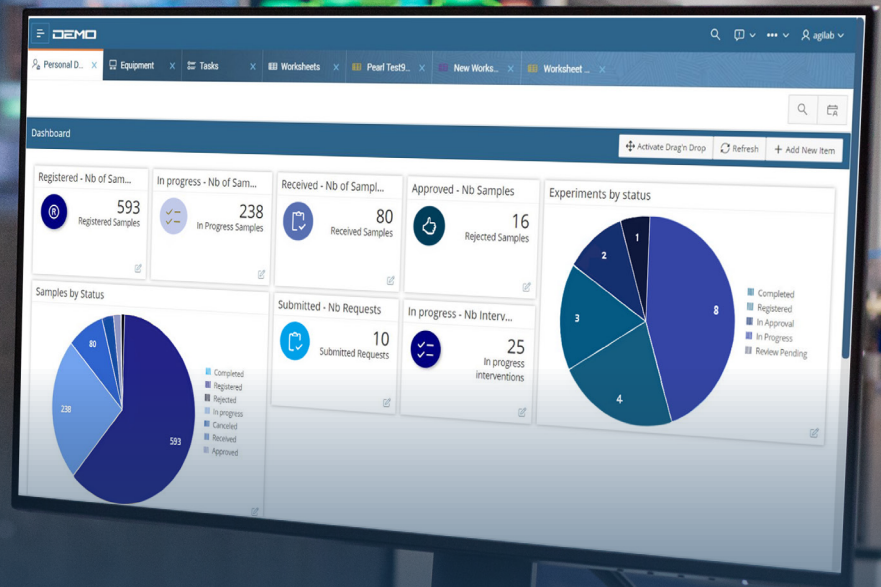 DEMO
agilab
Personal D...
Equipment
Tasks
Worksheets
Pearl Test9...
New Works...
Worksheet ...
Dashboard
Activate Drag'n Drop
Refresh
+ Add New Item
Registered - Nb of Sam...
593
Registered Samples
In progress - Nb of Sam...
238
In Progress Samples
Received - Nb of Sampl...
80
Received Samples
Approved - Nb Samples
16
Rejected Samples
Experiments by status
1
2
3
4
8
Completed
Registered
In Approval
In Progress
Review Pending
Samples by Status
80
238
593
Completed
Registered
Rejected
In progress
Canceled
Received
Approved
Submitted - Nb Requests
10
Submitted Requests
In progress - Nb Interv...
25
In progress
interventions